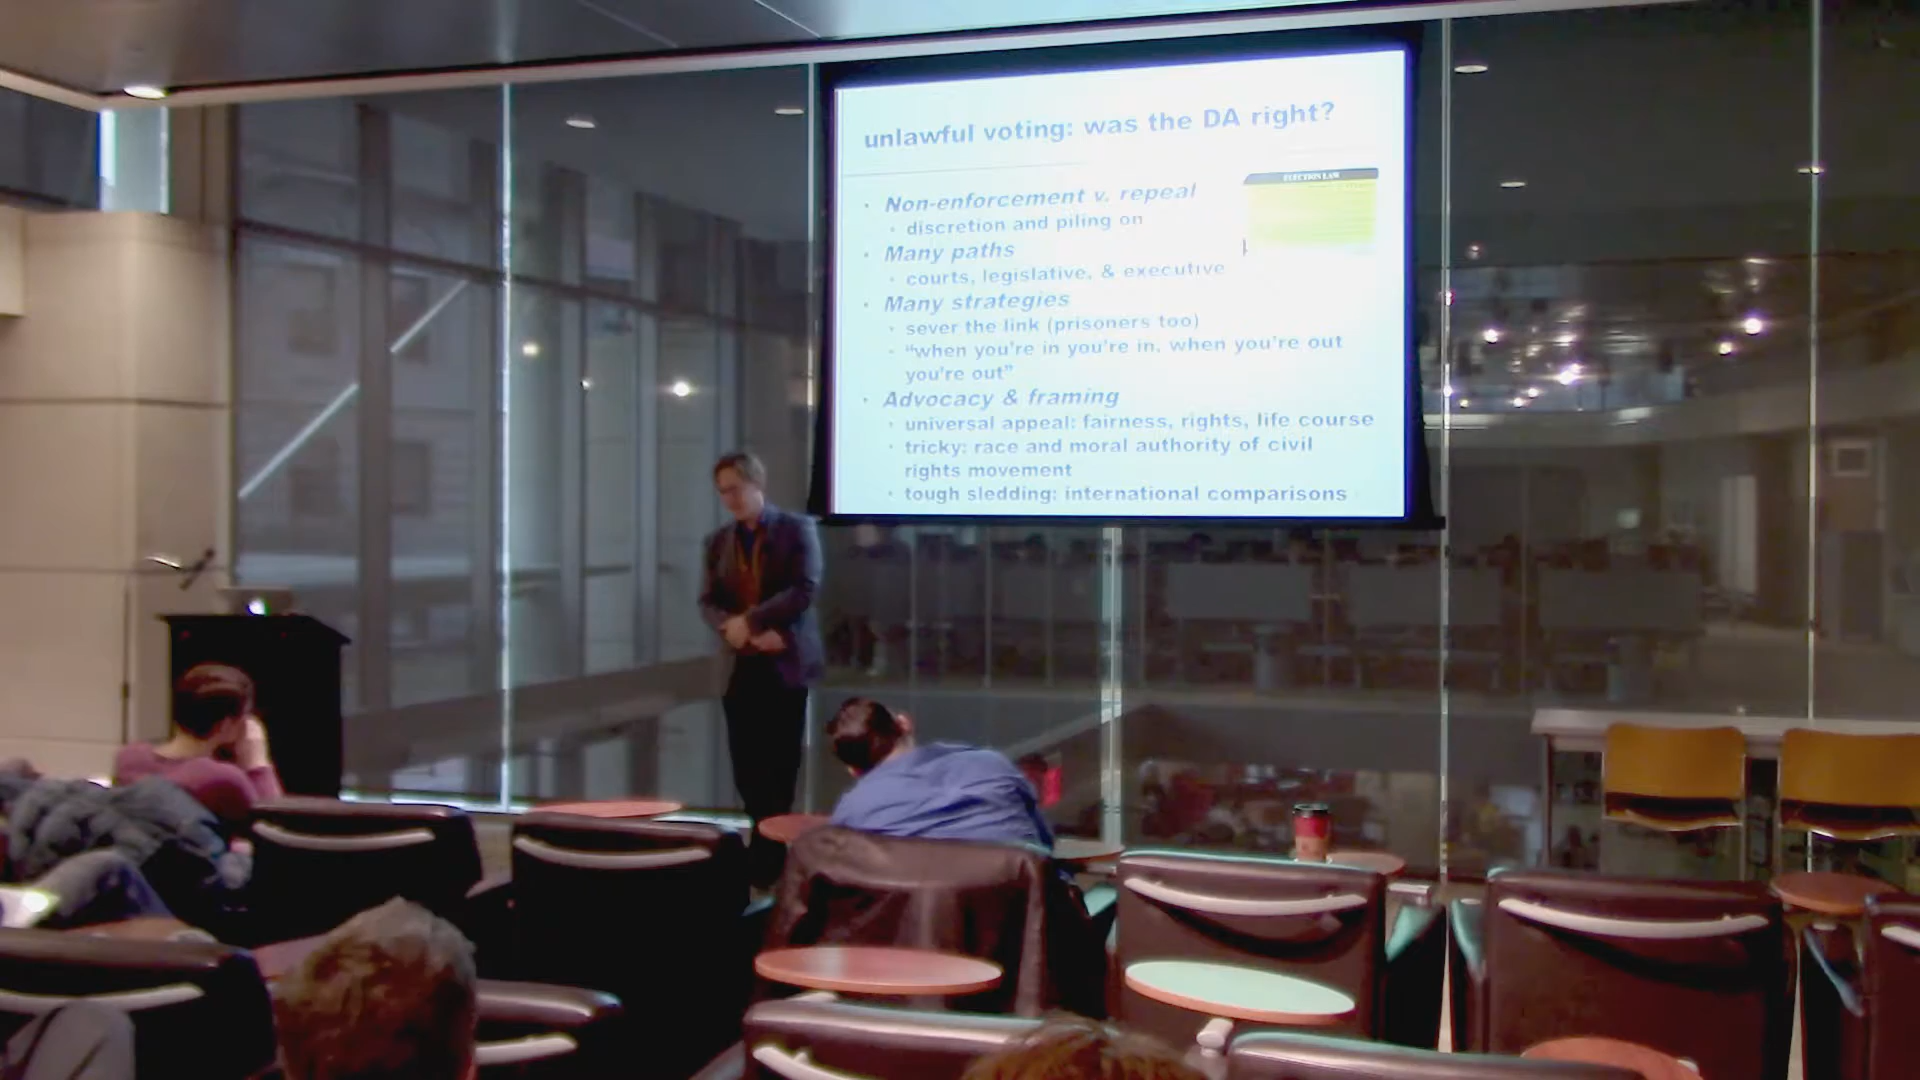 unlawful voting: was the DA right?
ELECTION LAW
Non-enforcement v. repeal
discretion and piling on
Many paths
courts, legislative, & executive
Many strategies
sever the link (prisoners too)
“when you're in you're in, when you're out
you're out”
Advocacy & framing
universal appeal: fairness, rights, life course
tricky: race and moral authority of civil
rights movement
tough sledding: international comparisons